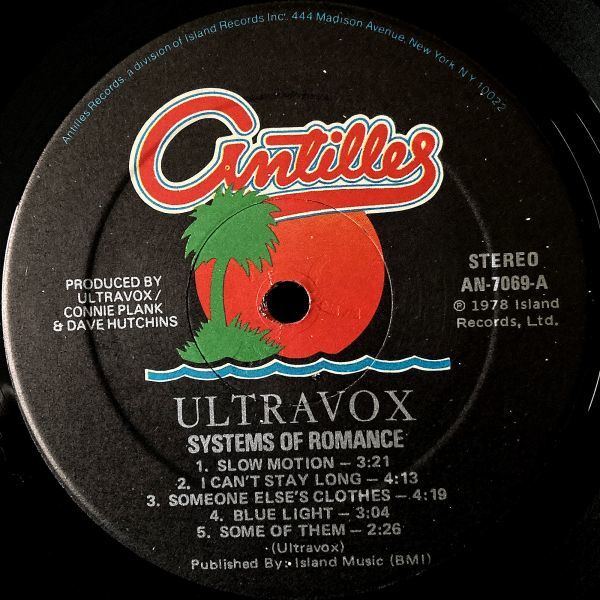 Antilles Records, a division of Island Records Inc. 444 Madison Avenue, New York, N.Y. 10022
Antilles
PRODUCED BY
ULTRAVOX/
CONNIE PLANK
& DAVE HUTCHINS
STEREO
AN-7069-A
℗ 1978 Island
Records, Ltd.
ULTRAVOX
SYSTEMS OF ROMANCE
1. SLOW MOTION – 3:21
2. I CAN'T STAY LONG – 4:13
3. SOMEONE ELSE'S CLOTHES – 4:19
4. BLUE LIGHT – 3:04
5. SOME OF THEM – 2:26
(Ultravox)
Published By: Island Music (BMI)